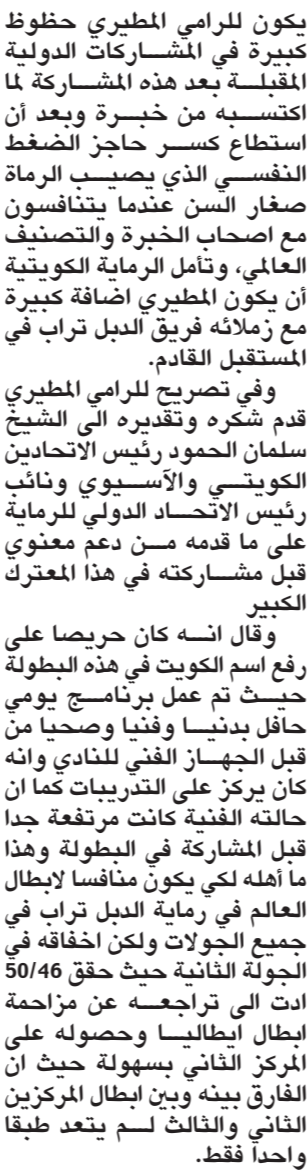 يكون للرامي المطيري حظوظ
كبيرة في المشاركات الدولية
المقبلة بعد هذه المشاركة لما
اكتسبه من خبرة وبعد أن
استطاع كسر حاجز الضغط
النفسي الذي يصيب الرماة
صغار السن عندما يتنافسون
مع اصحاب الخبرة والتصنيف
العالمي، وتأمل الرماية الكويتية
أن يكون المطيري اضافة كبيرة
مع زملائه فريق الدبل تراب في
المستقبل القادم.
وفي تصريح للرامي المطيري
قدم شكره وتقديره الى الشيخ
سلمان الحمود رئيس الاتحادين
الكويتي والآسيوي ونائب
رئيس الاتحاد الدولي للرماية
على ما قدمه من دعم معنوي
قبل مشاركته في هذا المعترك
الكبير
وقال انه كان حريصا على
رفع اسم الكويت في هذه البطولة
حيث تم عمل برنامج يومي
حافل بدنيا وفنيا وصحيا من
قبل الجهاز الفني للنادي وانه
كان يركز على التدريبات كما ان
حالته الفنية كانت مرتفعة جدا
قبل المشاركة في البطولة وهذا
ما أهله لكي يكون منافسا لابطال
العالم في رماية الدبل تراب في
جميع الجولات ولكن اخفاقه في
الجولة الثانية حيث حقق 50/46
ادت الى تراجعه عن مزاحمة
ابطال ايطاليا وحصوله على
المركز الثاني بسهولة حيث ان
الفارق بينه وبين ابطال المركزين
الثاني والثالث لم يتعد طبقا
واحدا فقط.